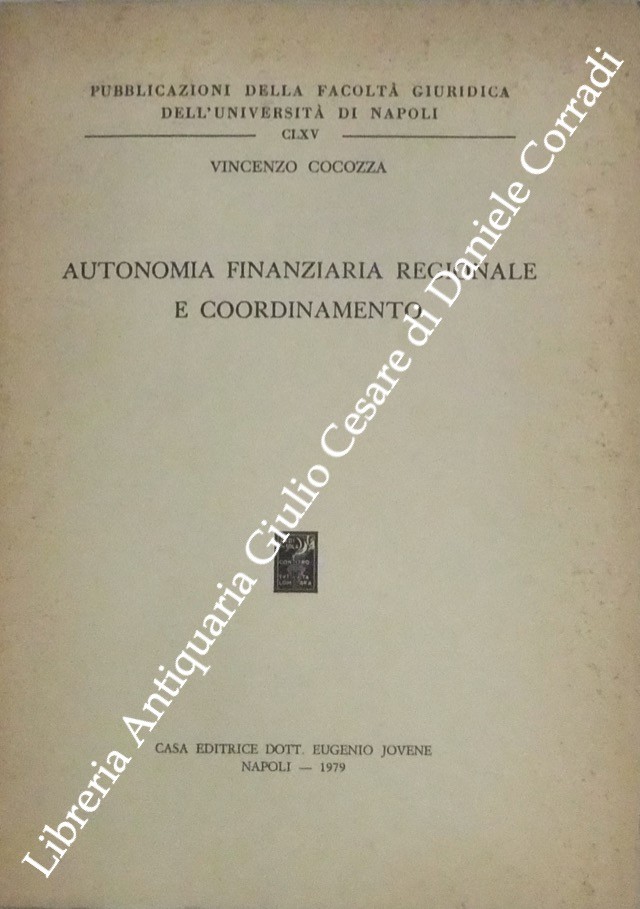 PUBBLICAZIONI DELLA FACOLTÀ GIURIDICA
DELL'UNIVERSITÀ DI NAPOLI
CLXV
VINCENZO COCOZZA
AUTONOMIA FINANZIARIA REGIONALE
E COORDINAMENTO
CASA EDITRICE DOTT. EUGENIO JOVENE
NAPOLI — 1979
Libreria Antiquaria Giulio Cesare di Daniele Corradi